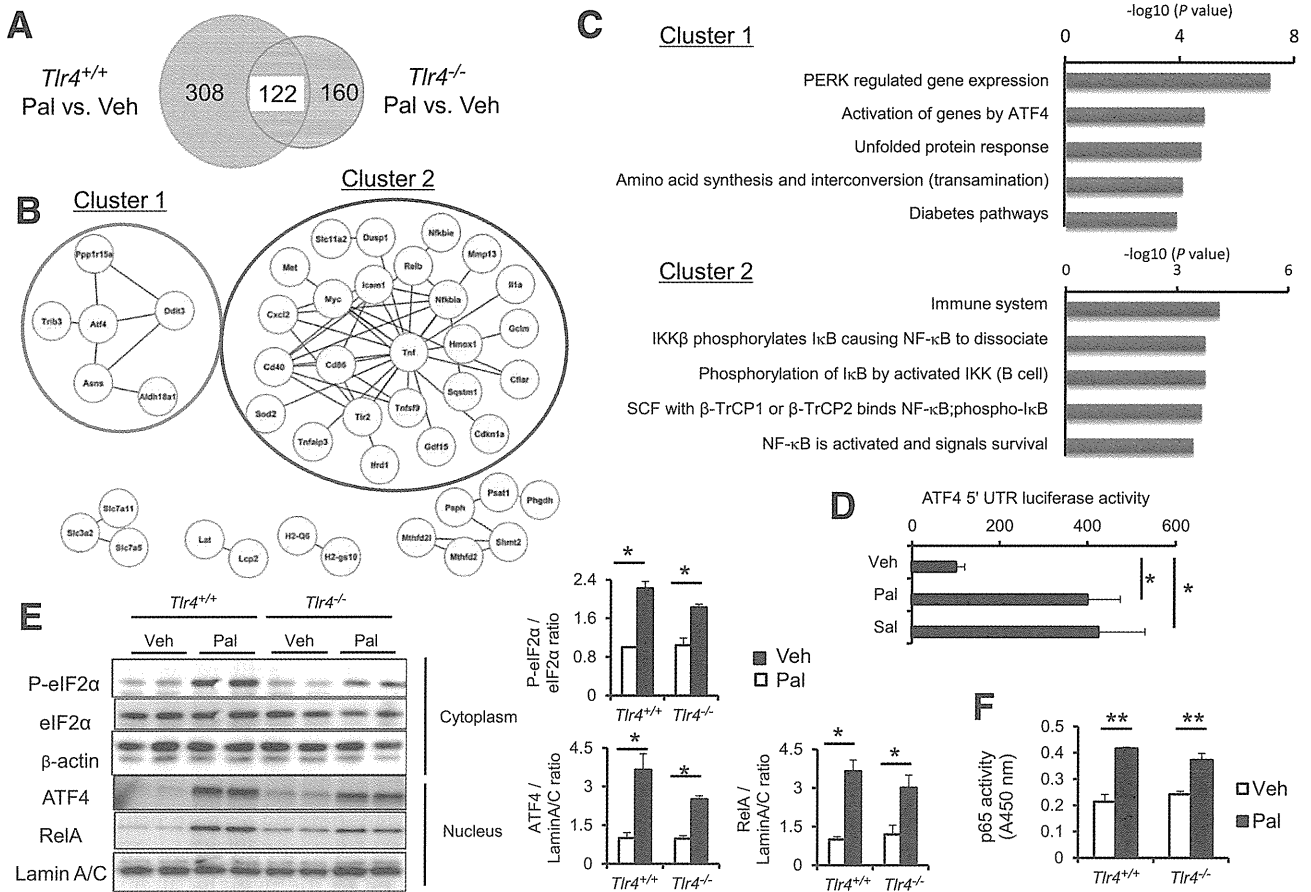 A
Tlr4+/+
Pal vs. Veh
308
122
160
Tlr4-/-
Pal vs. Veh
B
Cluster 1
Ppp1r15a
Trib3
Atf4
Ddit3
Asns
Aldh18a1
Cluster 2
Slc11a2
Dusp1
Nfkbie
Met
Icam1
Relb
Mmp13
Myc
Nfkbia
Il1a
Cxcl2
Tnf
Hmox1
Gclm
Cd40
Cd86
Cflar
Sqstm1
Sod2
Tlr2
Tnfsf9
Cdkn1a
Tnfaip3
Gdf15
Ifrd1
Slc7a11
Slc3a2
Slc7a5
Lat
Lcp2
H2-Q6
H2-gs10
Psat1
Phgdh
Psph
Mthfd2l
Shmt2
Mthfd2
C
Cluster 1
-log10 (P value)
0 4 8
PERK regulated gene expression
Activation of genes by ATF4
Unfolded protein response
Amino acid synthesis and interconversion (transamination)
Diabetes pathways
Cluster 2
-log10 (P value)
0 3 6
Immune system
IKKβ phosphorylates IκB causing NF-κB to dissociate
Phosphorylation of IκB by activated IKK (B cell)
SCF with β-TrCP1 or β-TrCP2 binds NF-κB;phospho-IκB
NF-κB is activated and signals survival
D
ATF4 5' UTR luciferase activity
0 200 400 600
Veh
Pal
Sal
*
*
E
Tlr4+/+ Tlr4-/-
Veh Pal Veh Pal
P-eIF2α
eIF2α
β-actin
ATF4
RelA
Lamin A/C
Cytoplasm
Nucleus
P-eIF2α /
eIF2α ratio
2.4
1.6
0.8
0
* *
Tlr4+/+ Tlr4-/-
Veh
Pal
ATF4 /
LaminA/C ratio
4.5
3.0
1.5
0
* *
Tlr4+/+ Tlr4-/-
RelA /
LaminA/C ratio
4.5
3.0
1.5
0
* *
Tlr4+/+ Tlr4-/-
F
p65 activity
(A450 nm)
0.5
0.4
0.3
0.2
0.1
0
** **
Tlr4+/+ Tlr4-/-
Veh
Pal